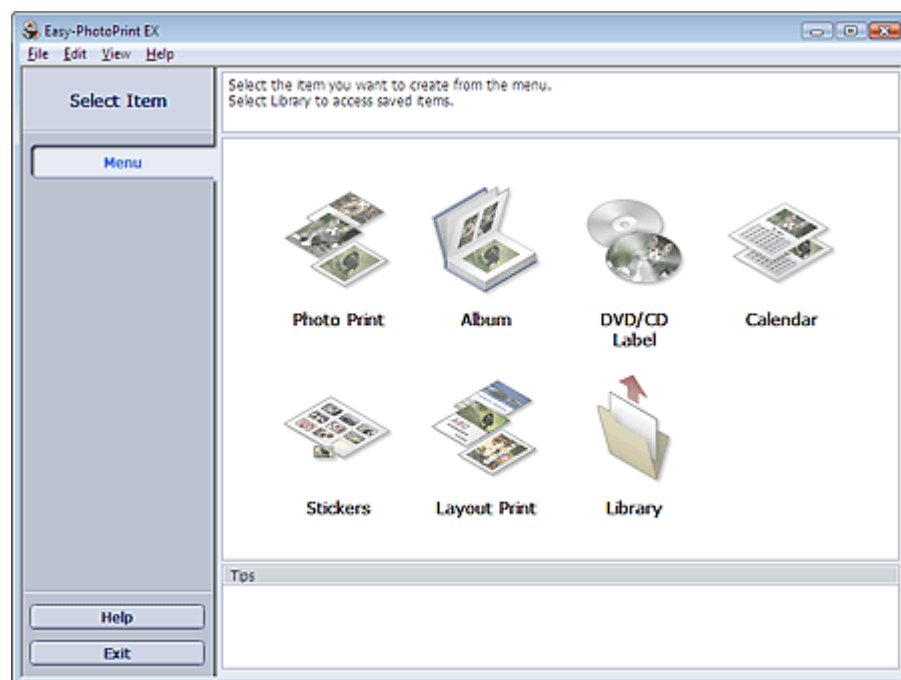 Easy-PhotoPrint EX
File Edit View Help
Select Item
Select the item you want to create from the menu.
Select Library to access saved items.
Menu
Photo Print
Album
DVD/CD
Label
Calendar
Stickers
Layout Print
Library
Tips
Help
Exit